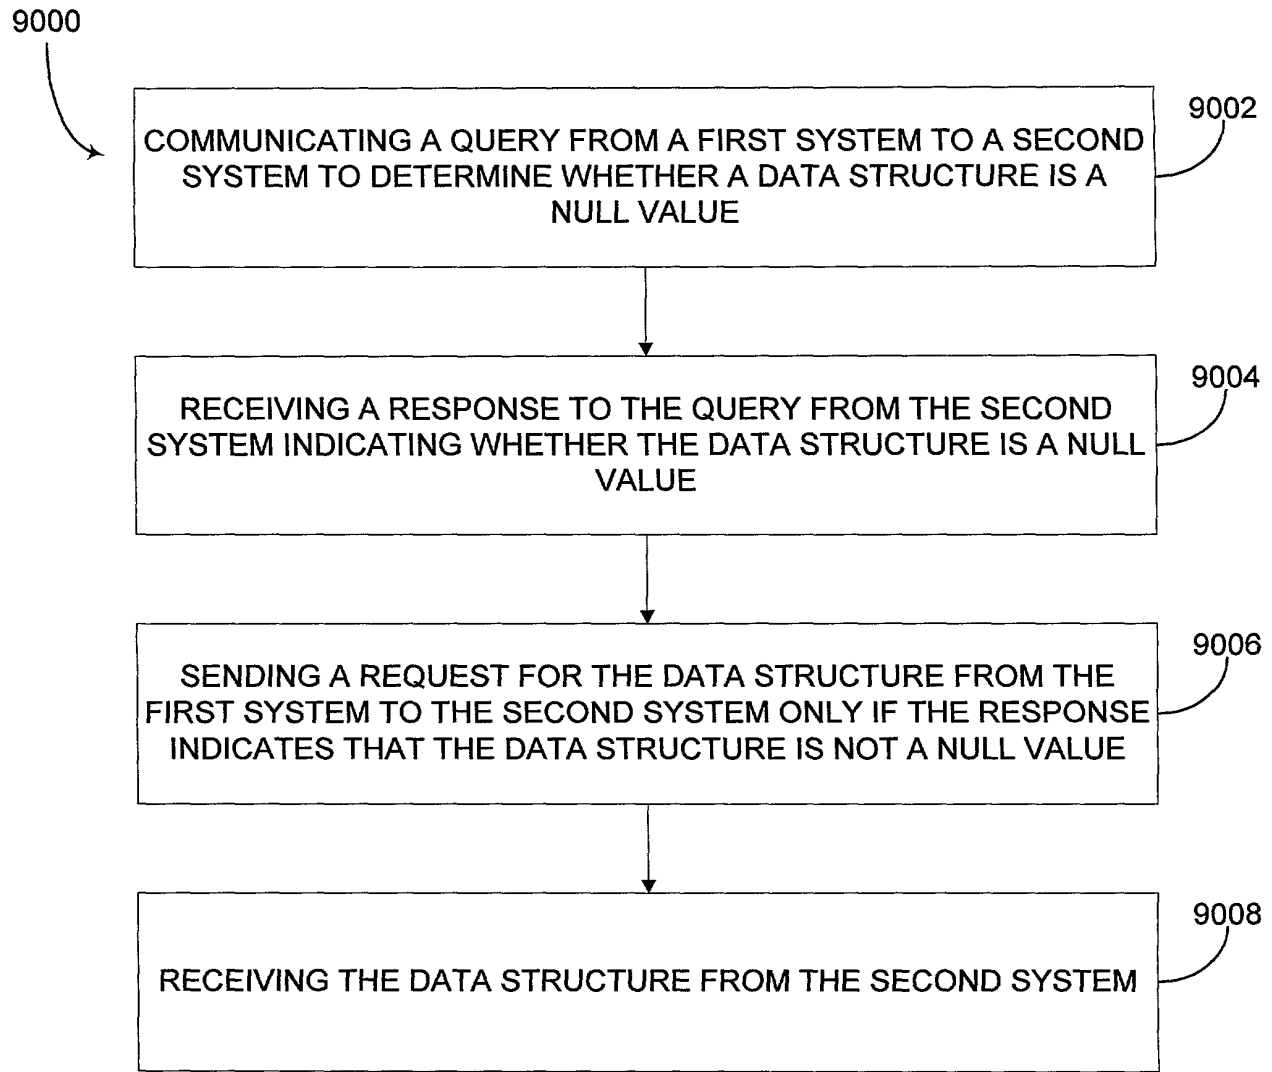 9000
9002
COMMUNICATING A QUERY FROM A FIRST SYSTEM TO A SECOND
SYSTEM TO DETERMINE WHETHER A DATA STRUCTURE IS A
NULL VALUE
9004
RECEIVING A RESPONSE TO THE QUERY FROM THE SECOND
SYSTEM INDICATING WHETHER THE DATA STRUCTURE IS A NULL
VALUE
9006
SENDING A REQUEST FOR THE DATA STRUCTURE FROM THE
FIRST SYSTEM TO THE SECOND SYSTEM ONLY IF THE RESPONSE
INDICATES THAT THE DATA STRUCTURE IS NOT A NULL VALUE
9008
RECEIVING THE DATA STRUCTURE FROM THE SECOND SYSTEM